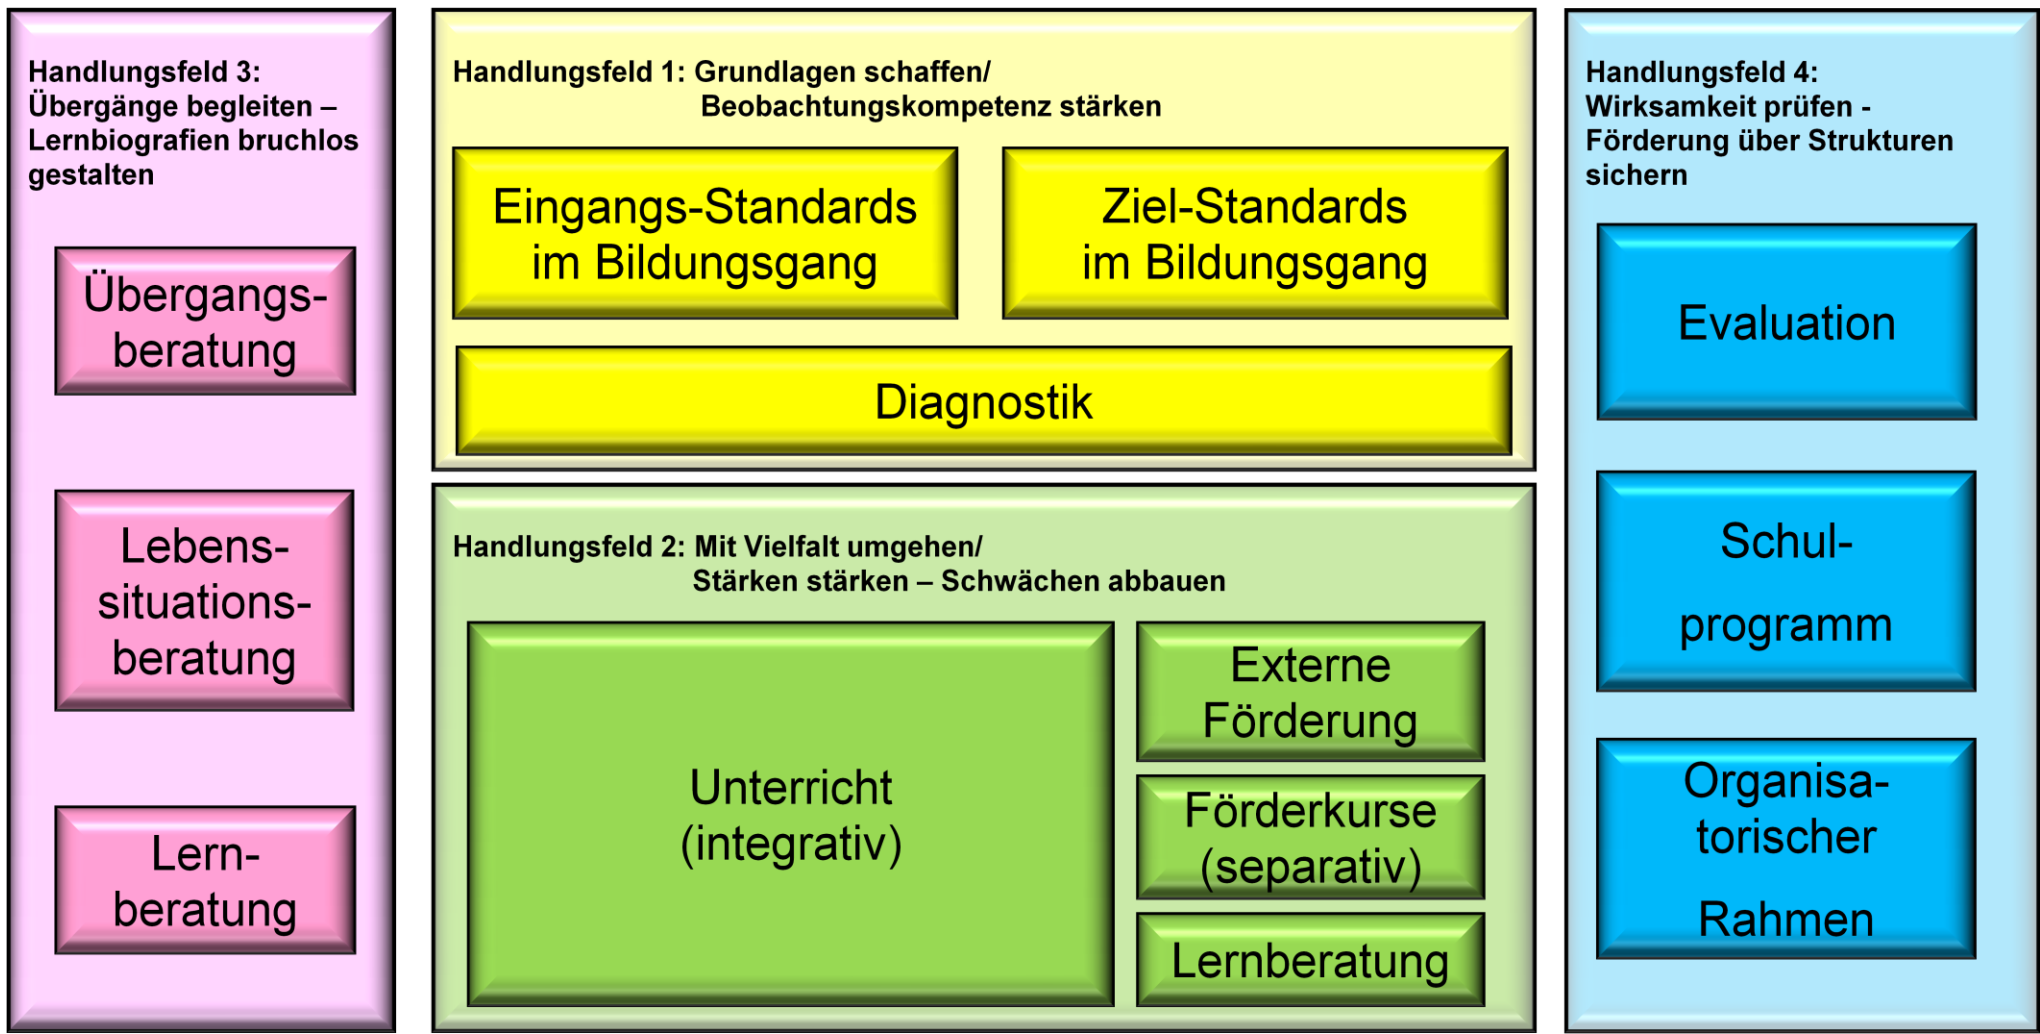 Handlungsfeld 3:
Übergänge begleiten –
Lernbiografien bruchlos
gestalten
Übergangs-
beratung
Lebens-
situations-
beratung
Lern-
beratung
Handlungsfeld 1: Grundlagen schaffen/
Beobachtungskompetenz stärken
Eingangs-Standards
im Bildungsgang
Ziel-Standards
im Bildungsgang
Diagnostik
Handlungsfeld 2: Mit Vielfalt umgehen/
Stärken stärken – Schwächen abbauen
Unterricht
(integrativ)
Externe
Förderung
Förderkurse
(separativ)
Lernberatung
Handlungsfeld 4:
Wirksamkeit prüfen -
Förderung über Strukturen
sichern
Evaluation
Schul-
programm
Organisa-
torischer
Rahmen